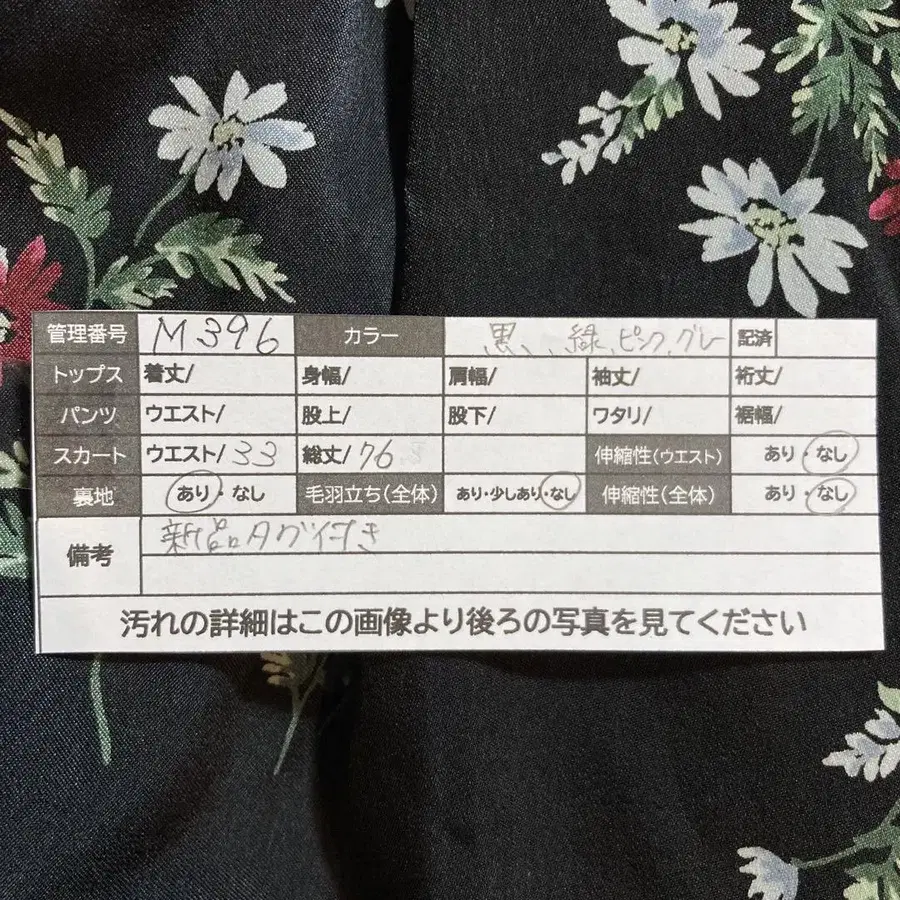 管理番号 M396 カラー 黒、、緑、ピンク、グレー 記済
トップス 着丈/ 身幅/ 肩幅/ 袖丈/ 裄丈/
パンツ ウエスト/ 股上/ 股下/ ワタリ/ 裾幅/
スカート ウエスト/33 総丈/76 伸縮性(ウエスト) あり・なし
裏地 あり・なし 毛羽立ち(全体) あり・少しあり・なし 伸縮性(全体) あり・なし
備考 新品タグ付き
汚れの詳細はこの画像より後ろの写真を見てください